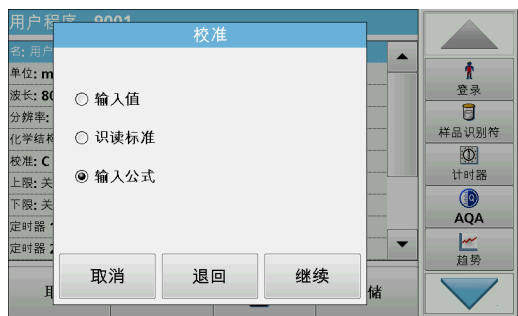 用户程序 9001
校准
名: 用户
单位: m
波长: 80
分辨率:
化学结构
校准: C
上限: 关
下限: 关
定时器 1
定时器 2
输入值
识读标准
输入公式
取消
退回
继续
储
登录
样品识别符
计时器
AQA
趋势